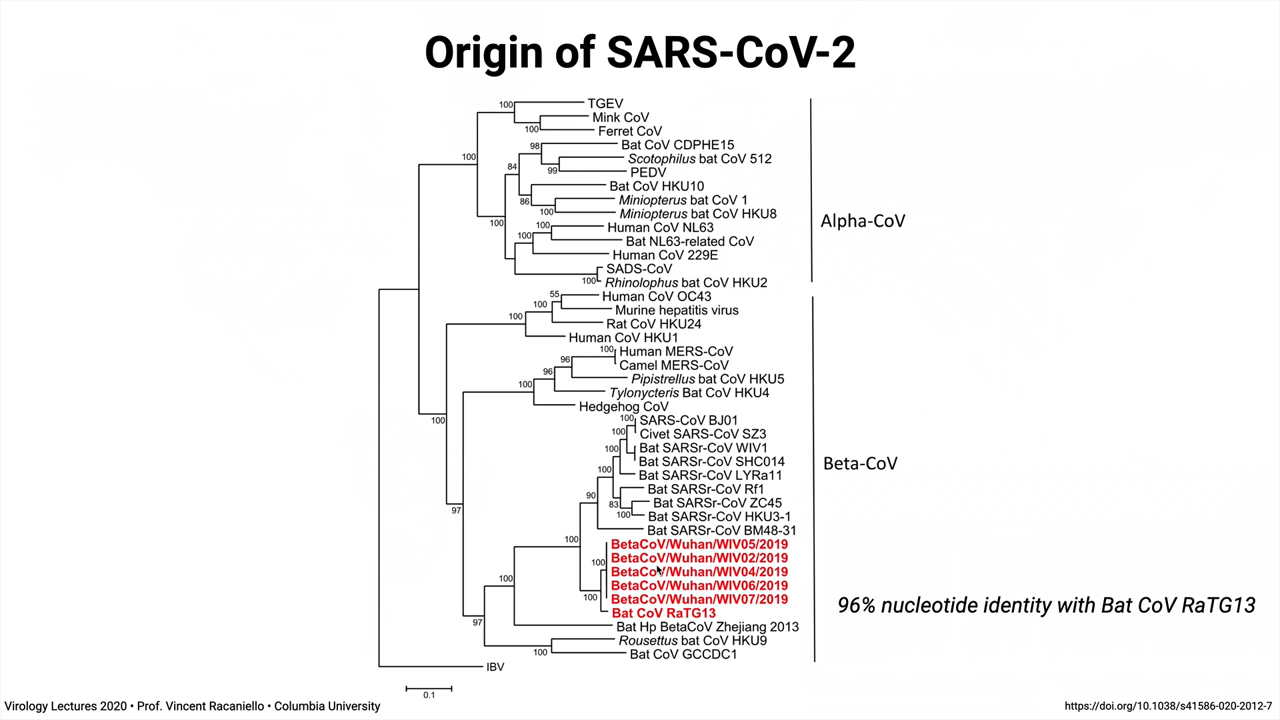 Origin of SARS-CoV-2
100
TGEV
Mink CoV
100
Ferret CoV
100
98
Bat CoV CDPHE15
Scotophilus bat CoV 512
84
99
PEDV
Bat CoV HKU10
86
Miniopterus bat CoV 1
100
Miniopterus bat CoV HKU8
100
Alpha-CoV
100
Human CoV NL63
100
Bat NL63-related CoV
Human CoV 229E
SADS-CoV
100
Rhinolophus bat CoV HKU2
55
Human CoV OC43
100
Murine hepatitis virus
100
Rat CoV HKU24
Human CoV HKU1
100
Human MERS-CoV
96
Camel MERS-CoV
96
Pipistrellus bat CoV HKU5
100
Tylonycteris Bat CoV HKU4
Hedgehog CoV
100
100
SARS-CoV BJ01
100
Civet SARS-CoV SZ3
100
Bat SARSr-CoV WIV1
Bat SARSr-CoV SHC014
Beta-CoV
100
Bat SARSr-CoV LYRa11
90
Bat SARSr-CoV Rf1
83
Bat SARSr-CoV ZC45
100
Bat SARSr-CoV HKU3-1
97
Bat SARSr-CoV BM48-31
100
BetaCoV/Wuhan/WIV05/2019
BetaCoV/Wuhan/WIV02/2019
100
BetaCoV/Wuhan/WIV04/2019
100
BetaCoV/Wuhan/WIV06/2019
100
BetaCoV/Wuhan/WIV07/2019
96% nucleotide identity with Bat CoV RaTG13
Bat CoV RaTG13
97
Bat Hp BetaCoV Zhejiang 2013
Rousettus bat CoV HKU9
100
Bat CoV GCCDC1
IBV
0.1
Virology Lectures 2020 • Prof. Vincent Racaniello • Columbia University
https://doi.org/10.1038/s41586-020-2012-7